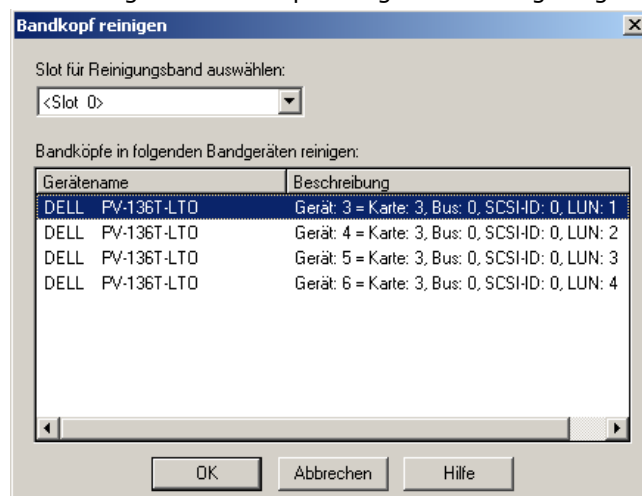 Bandkopf reinigen
Slot für Reinigungsband auswählen:
<Slot 0>
Bandköpfe in folgenden Bandgeräten reinigen:
Gerätename Beschreibung
DELL PV-136T-LTO Gerät: 3 = Karte: 3, Bus: 0, SCSI-ID: 0, LUN: 1
DELL PV-136T-LTO Gerät: 4 = Karte: 3, Bus: 0, SCSI-ID: 0, LUN: 2
DELL PV-136T-LTO Gerät: 5 = Karte: 3, Bus: 0, SCSI-ID: 0, LUN: 3
DELL PV-136T-LTO Gerät: 6 = Karte: 3, Bus: 0, SCSI-ID: 0, LUN: 4
OK Abbrechen Hilfe